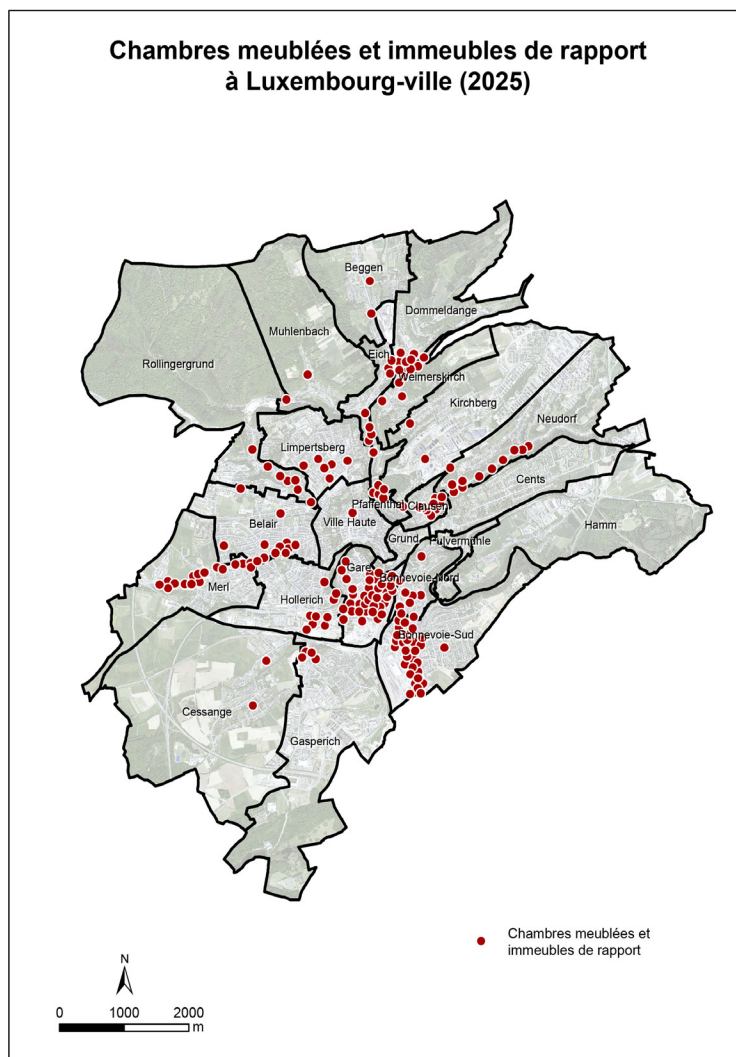 Chambres meublées et immeubles de rapport
à Luxembourg-ville (2025)
Beggen
Dommeldange
Muhlenbach
Rollingergrund
Eich
Weimerskirch
Kirchberg
Neudorf
Limpertsberg
Cents
Pfaffenthal
Clausen
Ville Haute
Belair
Hamm
Grund
Pulvermühle
Gare
Bonnevoie-Nord
Merl
Hollerich
Bonnevoie-Sud
Cessange
Gasperich
Chambres meublées et
immeubles de rapport
N
0 1000 2000
m